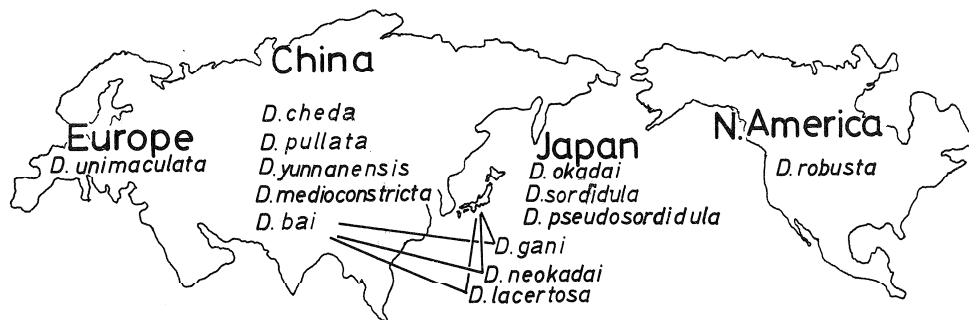 China
D. cheda
D. pullata
D. yunnanensis
D. medioconstricta
D. bai
Europe
D. unimaculata
Japan
D. okadai
D. sordidula
D. pseudosordidula
D. gani
D. neokadai
D. lacertosa
N. America
D. robusta